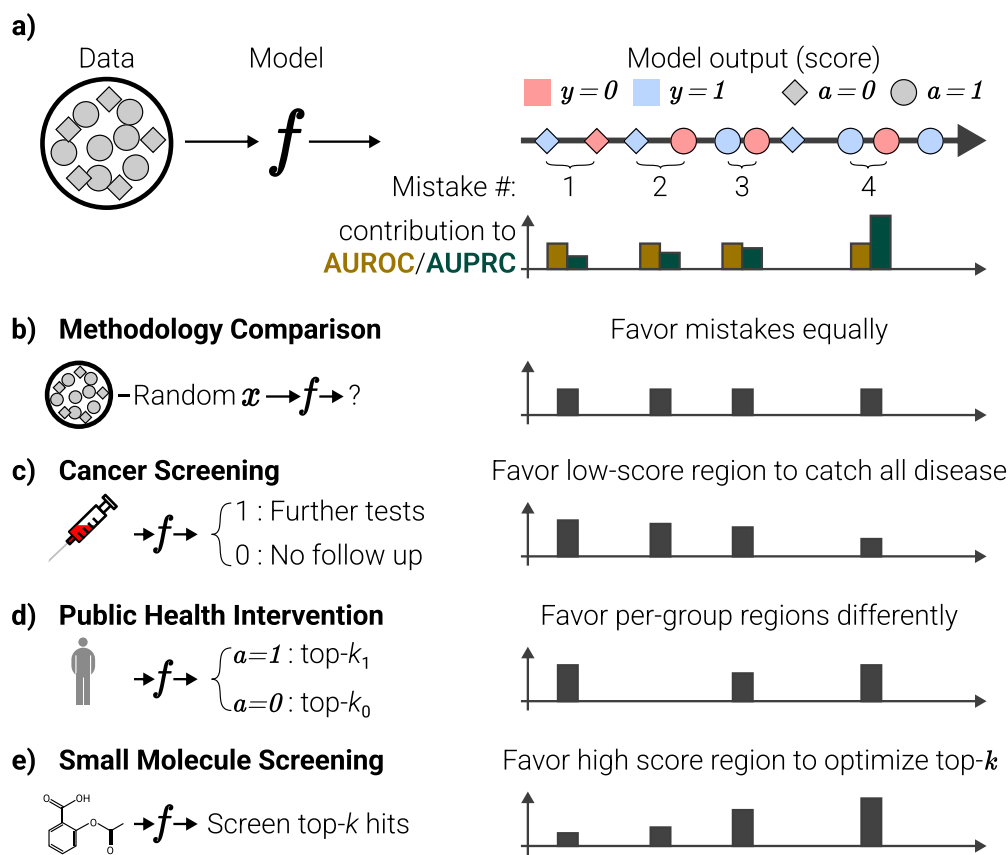 a)
Data
Model
Model output (score)
y=0
y=1
a=0
a=1
f
Mistake #:
1
2
3
4
contribution to
AUROC/AUPRC
b) Methodology Comparison
Favor mistakes equally
Random x
f
?
c) Cancer Screening
Favor low-score region to catch all disease
f
1 : Further tests
0 : No follow up
d) Public Health Intervention
Favor per-group regions differently
f
a=1 : top-k₁
a=0 : top-k₀
e) Small Molecule Screening
Favor high score region to optimize top-k
O
OH
O
O
f
Screen top-k hits